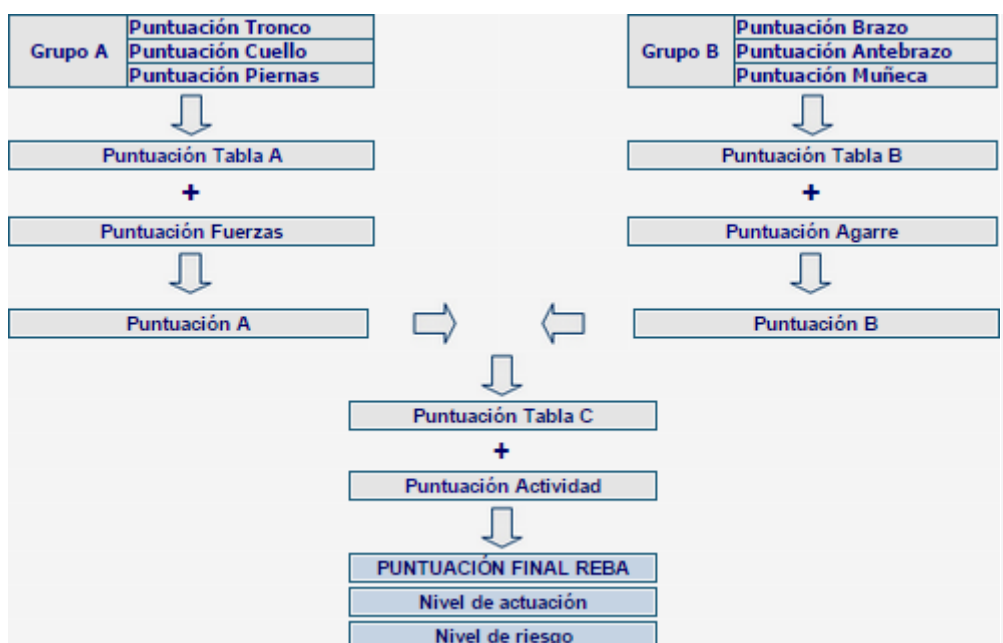 Grupo A
Puntuación Tronco
Puntuación Cuello
Puntuación Piernas
Grupo B
Puntuación Brazo
Puntuación Antebrazo
Puntuación Muñeca
Puntuación Tabla A
Puntuación Tabla B
+
+
Puntuación Fuerzas
Puntuación Agarre
Puntuación A
Puntuación B
Puntuación Tabla C
+
Puntuación Actividad
PUNTUACIÓN FINAL REBA
Nivel de actuación
Nivel de riesgo